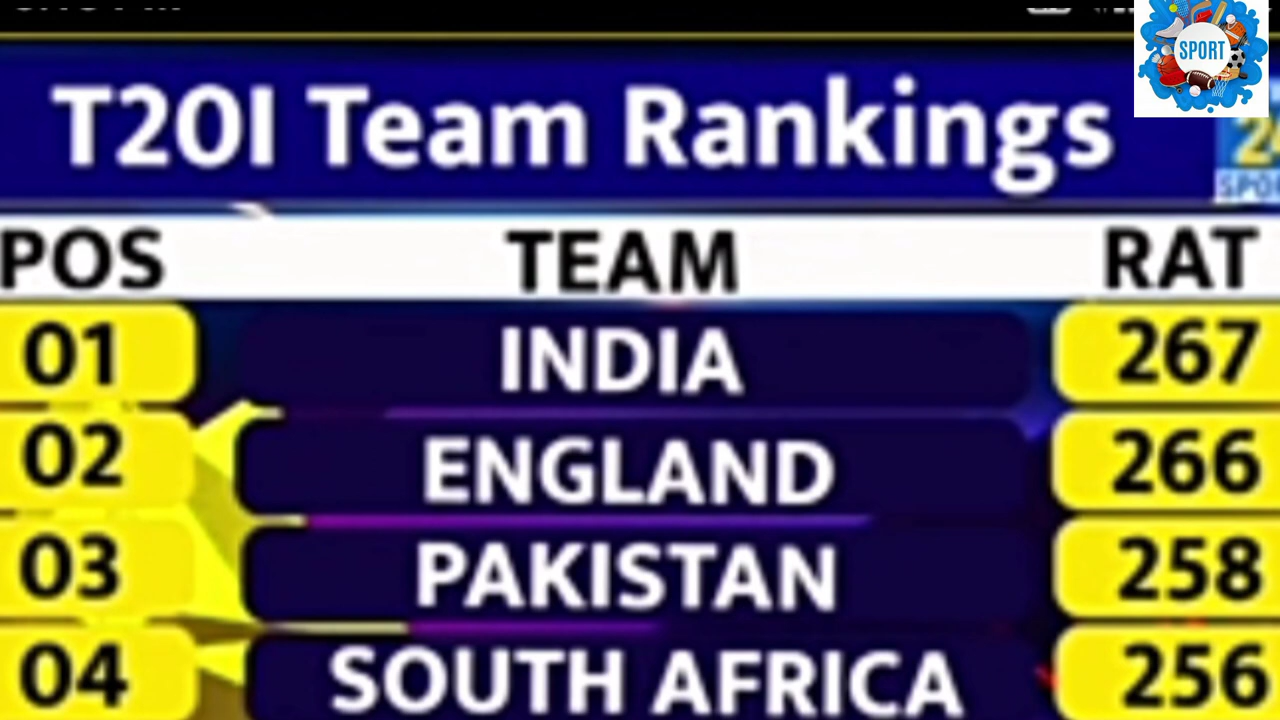 SPORT
T20I Team Rankings
POS TEAM RAT
01 INDIA 267
02 ENGLAND 266
03 PAKISTAN 258
04 SOUTH AFRICA 256